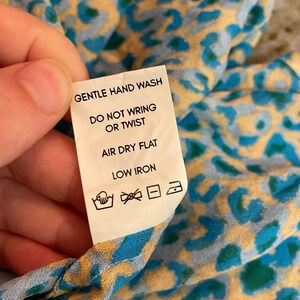 GENTLE HAND WASH
DO NOT WRING
OR TWIST
AIR DRY FLAT
LOW IRON